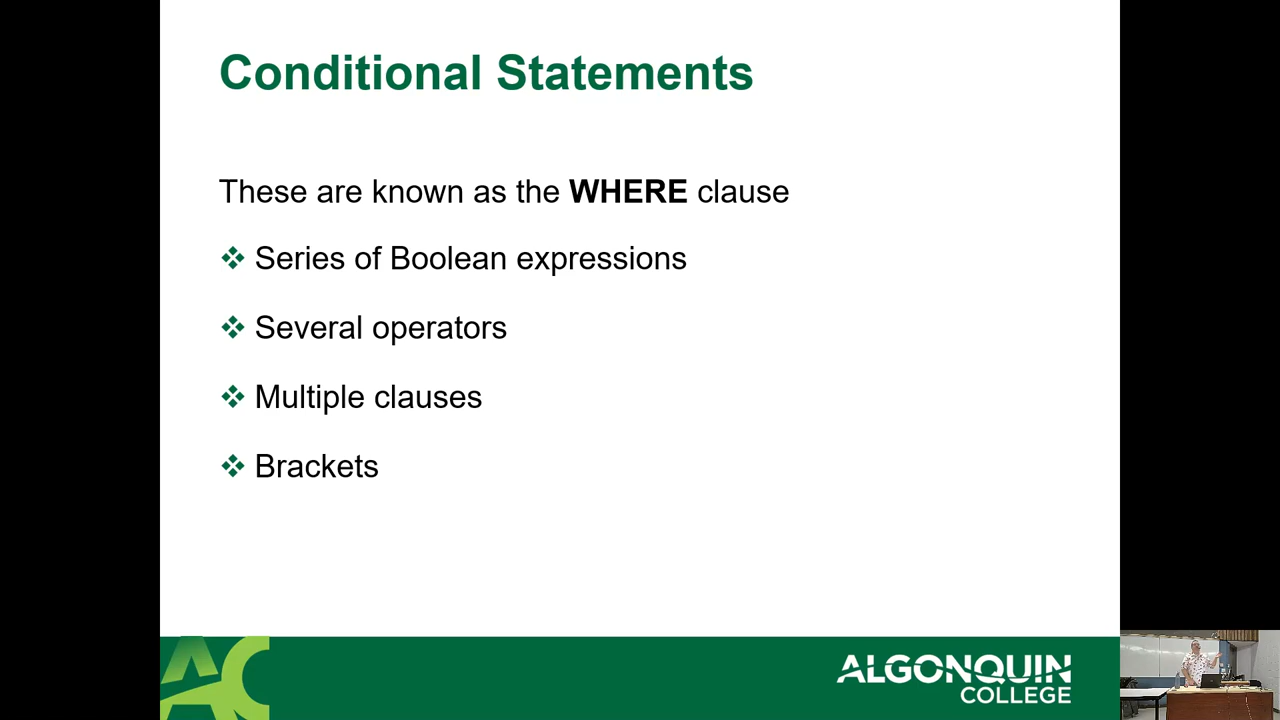 Conditional Statements
These are known as the WHERE clause
Series of Boolean expressions
Several operators
Multiple clauses
Brackets
AC
ALGONQUIN
COLLEGE